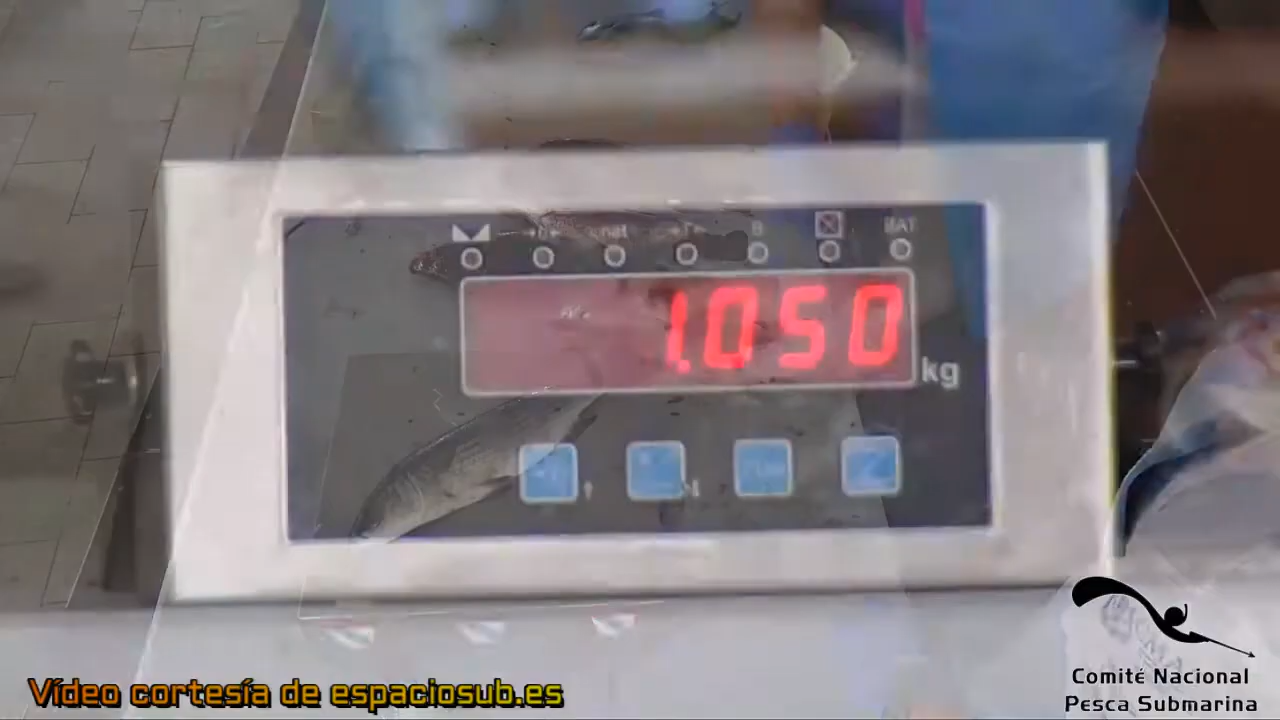 B
BAT
1.050
kg
Vídeo cortesía de espaciosub.es
Comité Nacional
Pesca Submarina